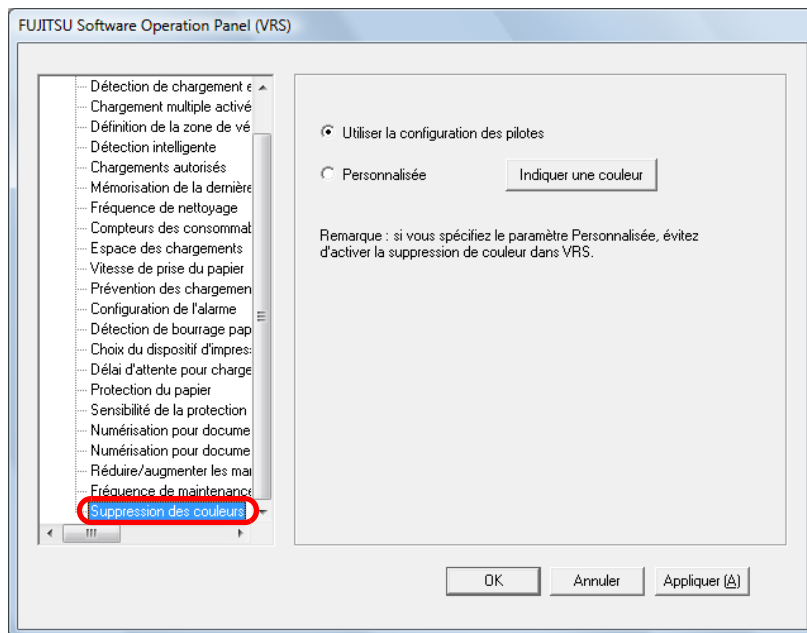 FUJITSU Software Operation Panel (VRS)
Détection de chargement e
Chargement multiple activé
Définition de la zone de vé
Détection intelligente
Chargements autorisés
Mémorisation de la dernière
Fréquence de nettoyage
Compteurs des consommat
Espace des chargements
Vitesse de prise du papier
Prévention des chargemen
Configuration de l'alarme
Détection de bourrage pap
Choix du dispositif d'impres
Délai d'attente pour charge
Protection du papier
Sensibilité de la protection
Numérisation pour docume
Numérisation pour docume
Réduire/augmenter les mar
Fréquence de maintenance
Suppression des couleurs
Utiliser la configuration des pilotes
Personnalisée
Indiquer une couleur
Remarque : si vous spécifiez le paramètre Personnalisée, évitez
d'activer la suppression de couleur dans VRS.
OK
Annuler
Appliquer (A)